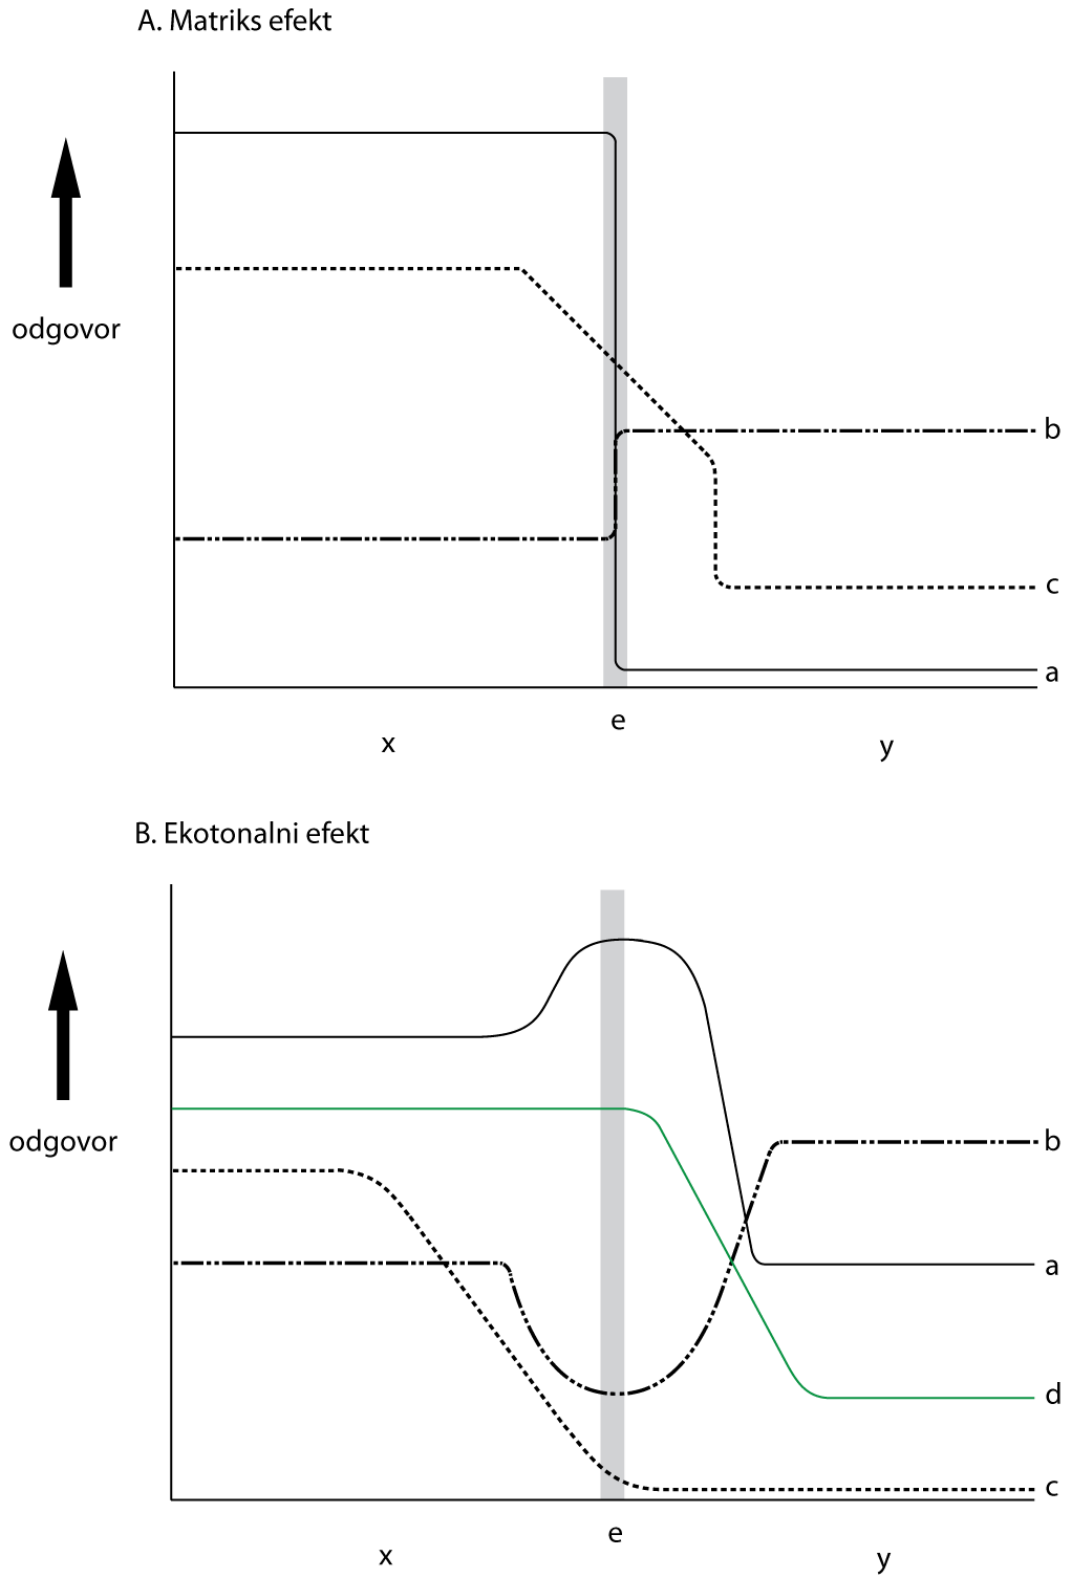 A. Matriks efekt
odgovor
b
c
a
e
x
y
B. Ekotonalni efekt
odgovor
b
a
d
c
e
x
y